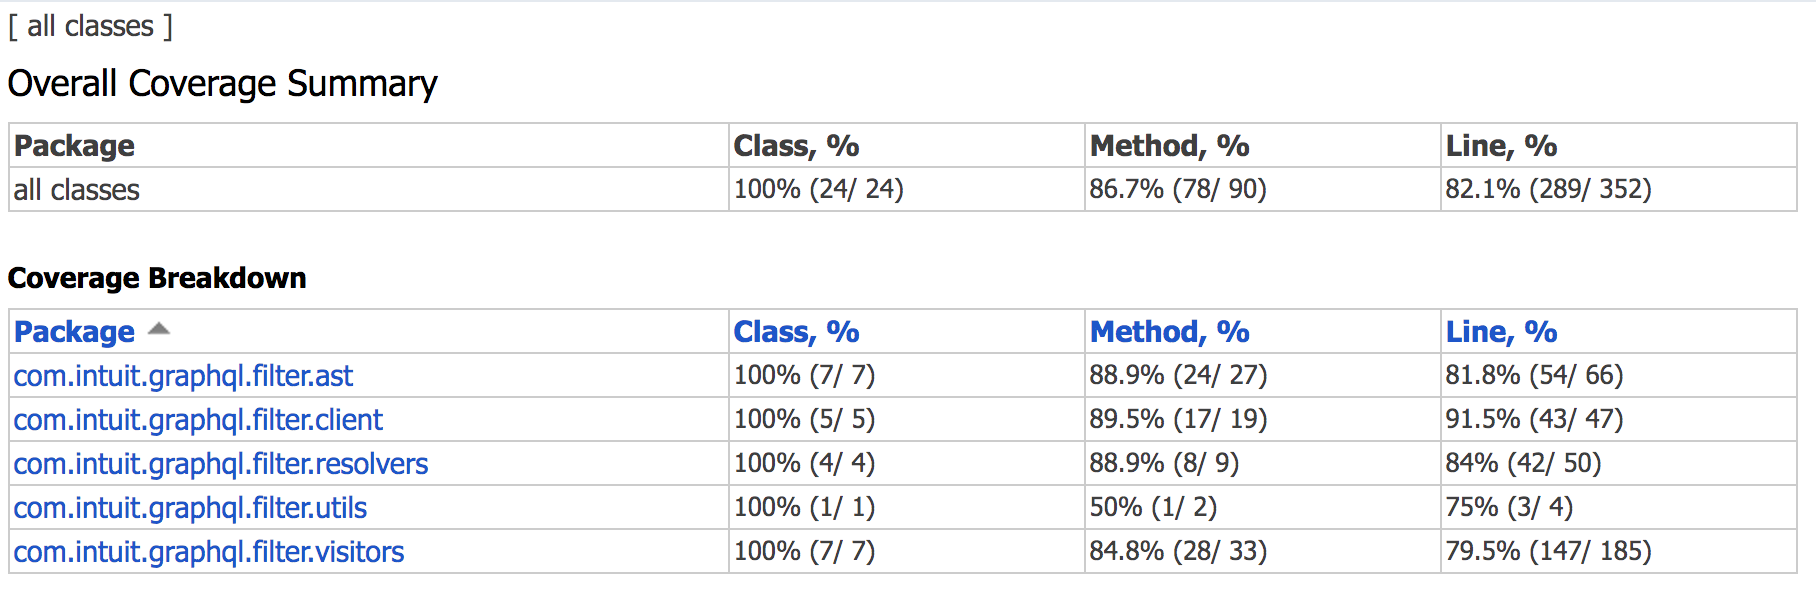 [ all classes ]
Overall Coverage Summary
Package Class, % Method, % Line, %
all classes 100% (24/ 24) 86.7% (78/ 90) 82.1% (289/ 352)
Coverage Breakdown
Package Class, % Method, % Line, %
com.intuit.graphql.filter.ast 100% (7/ 7) 88.9% (24/ 27) 81.8% (54/ 66)
com.intuit.graphql.filter.client 100% (5/ 5) 89.5% (17/ 19) 91.5% (43/ 47)
com.intuit.graphql.filter.resolvers 100% (4/ 4) 88.9% (8/ 9) 84% (42/ 50)
com.intuit.graphql.filter.utils 100% (1/ 1) 50% (1/ 2) 75% (3/ 4)
com.intuit.graphql.filter.visitors 100% (7/ 7) 84.8% (28/ 33) 79.5% (147/ 185)